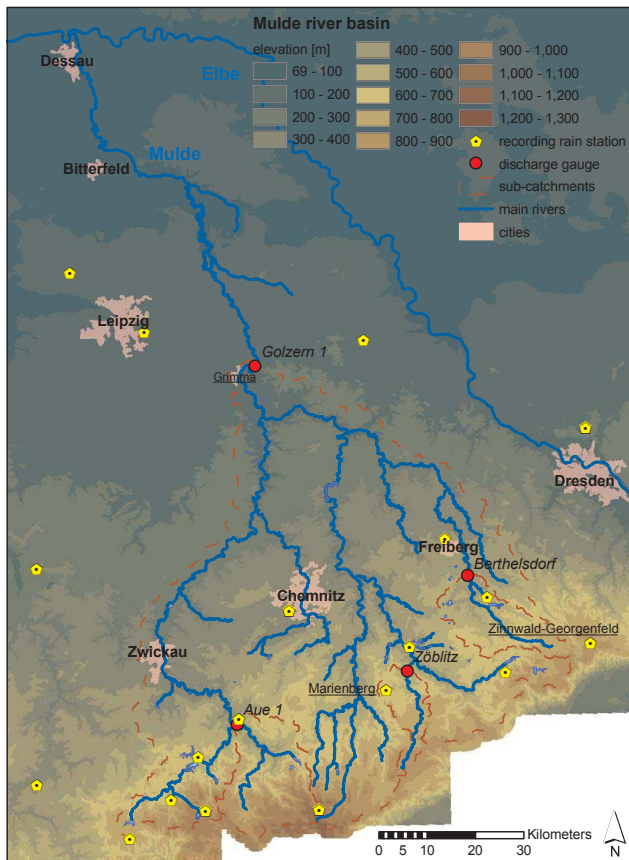 Mulde river basin
elevation [m]
69 - 100
100 - 200
200 - 300
300 - 400
400 - 500
500 - 600
600 - 700
700 - 800
800 - 900
900 - 1,000
1,000 - 1,100
1,100 - 1,200
1,200 - 1,300
recording rain station
discharge gauge
sub-catchments
main rivers
cities
Dessau
Elbe
Mulde
Bitterfeld
Leipzig
Golzern 1
Grimma
Dresden
Freiberg
Berthelsdorf
Chemnitz
Zinnwald-Georgenfeld
Zwickau
Zöblitz
Marienberg
Aue 1
Kilometers
0 5 10 20 30
N